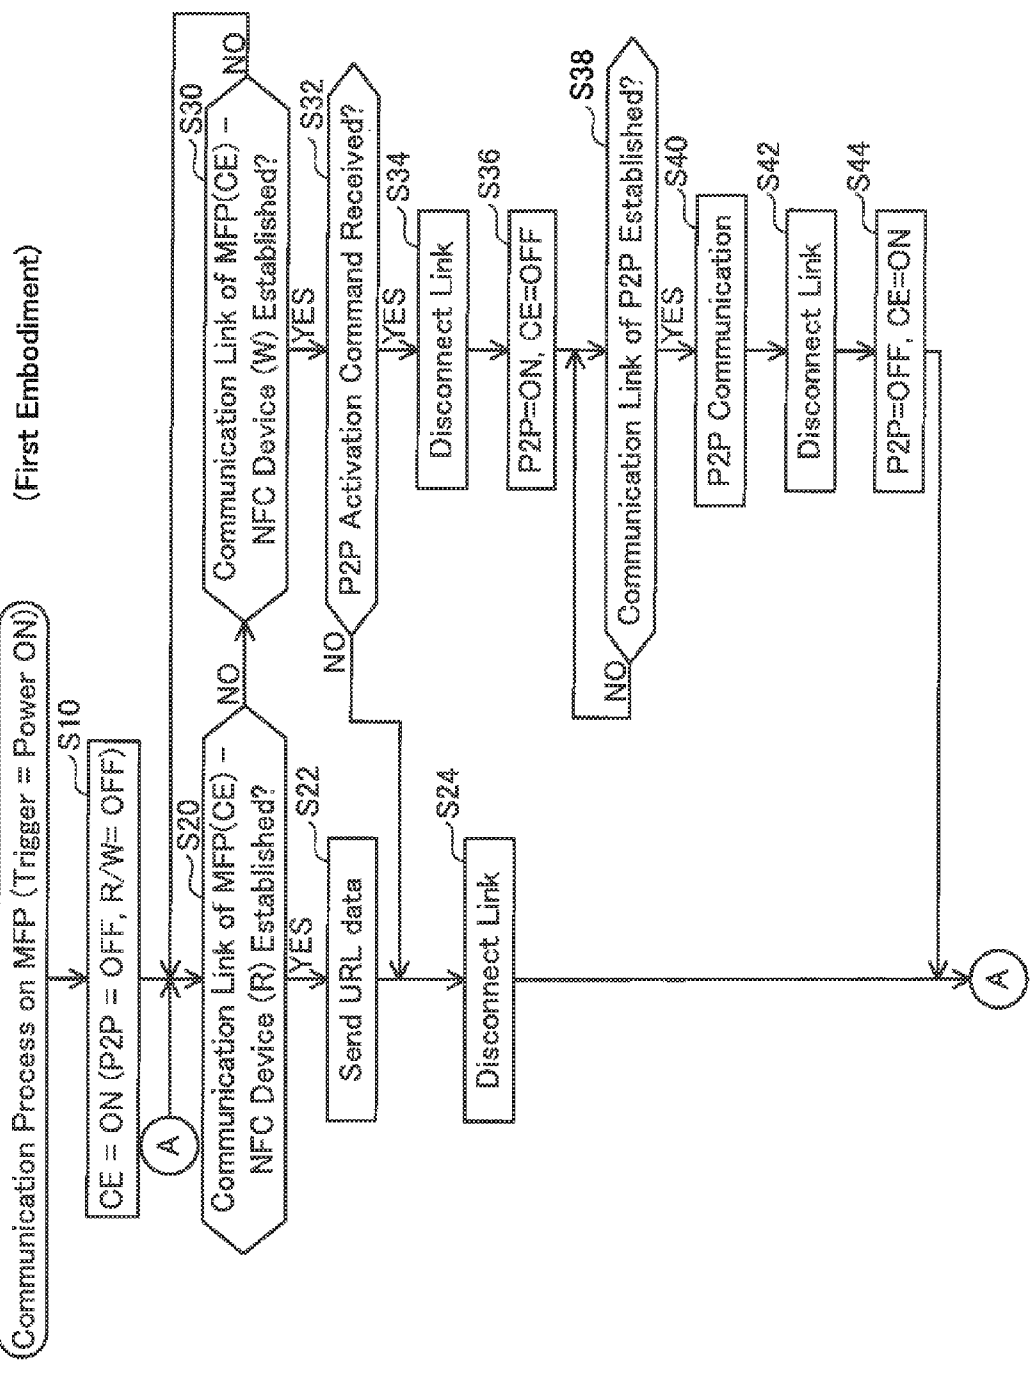 (First Embodiment)
Communication Process on MFP (Trigger = Power ON)
S10
CE = ON (P2P = OFF, R/W= OFF)
A
S20
Communication Link of MFP(CE) –
NFC Device (R) Established?
NO
YES
S22
Send URL data
S24
Disconnect Link
S30
Communication Link of MFP(CE) –
NFC Device (W) Established?
NO
YES
S32
P2P Activation Command Received?
NO
YES
S34
Disconnect Link
S36
P2P=ON, CE=OFF
S38
Communication Link of P2P Established?
NO
YES
S40
P2P Communication
S42
Disconnect Link
S44
P2P=OFF, CE=ON
A